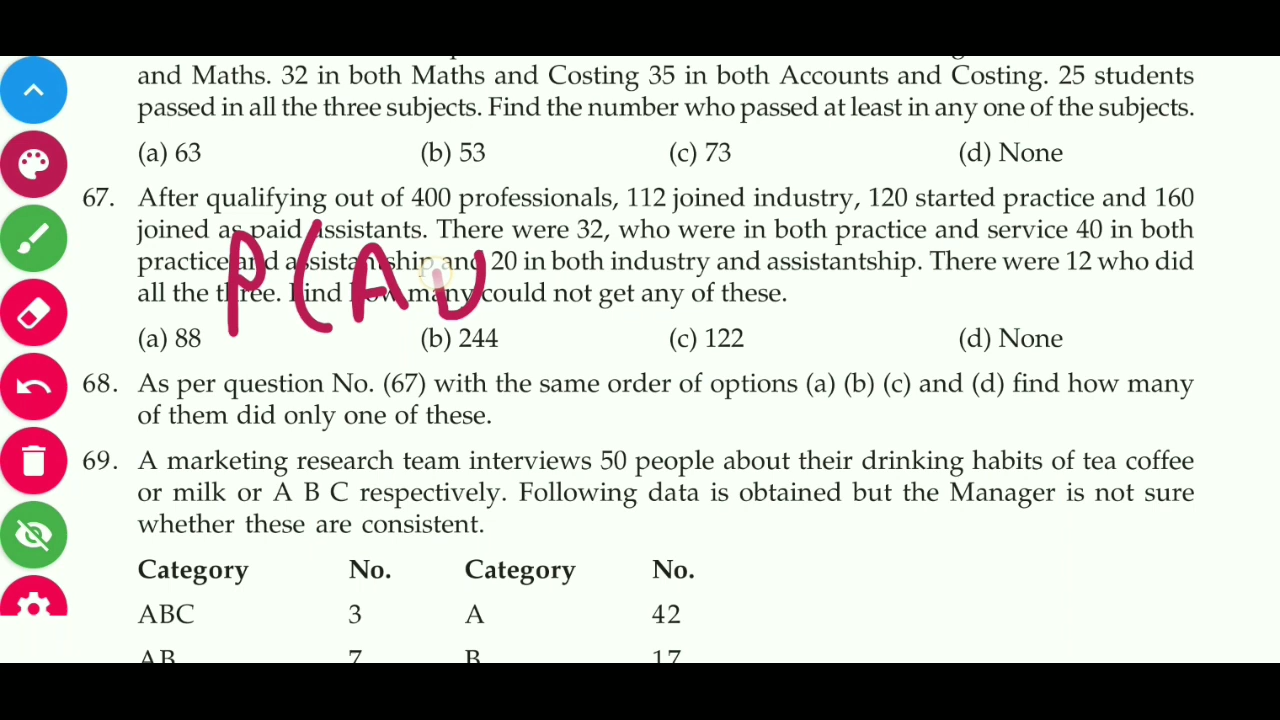 and Maths. 32 in both Maths and Costing 35 in both Accounts and Costing. 25 students
passed in all the three subjects. Find the number who passed at least in any one of the subjects.
(a) 63 (b) 53 (c) 73 (d) None
67. After qualifying out of 400 professionals, 112 joined industry, 120 started practice and 160
joined as paid assistants. There were 32, who were in both practice and service 40 in both
practice and assistantship and 20 in both industry and assistantship. There were 12 who did
all the three. Find how many could not get any of these.
P(A
(a) 88 (b) 244 (c) 122 (d) None
68. As per question No. (67) with the same order of options (a) (b) (c) and (d) find how many
of them did only one of these.
69. A marketing research team interviews 50 people about their drinking habits of tea coffee
or milk or A B C respectively. Following data is obtained but the Manager is not sure
whether these are consistent.
Category No. Category No.
ABC 3 A 42
AB 7 B 17